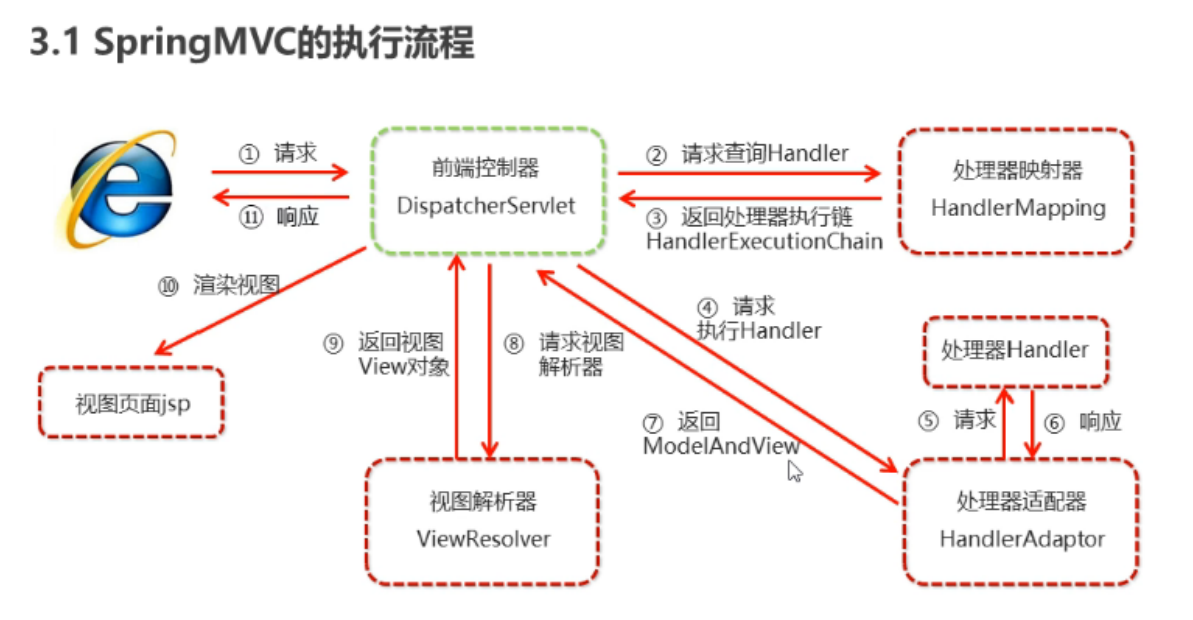 3.1 SpringMVC的执行流程
① 请求
⑪ 响应
前端控制器
DispatcherServlet
② 请求查询Handler
③ 返回处理器执行链
HandlerExecutionChain
处理器映射器
HandlerMapping
⑩ 渲染视图
视图页面jsp
⑨ 返回视图
View对象
⑧ 请求视图
解析器
④ 请求
执行Handler
处理器Handler
⑤ 请求
⑥ 响应
⑦ 返回
ModelAndView
视图解析器
ViewResolver
处理器适配器
HandlerAdaptor